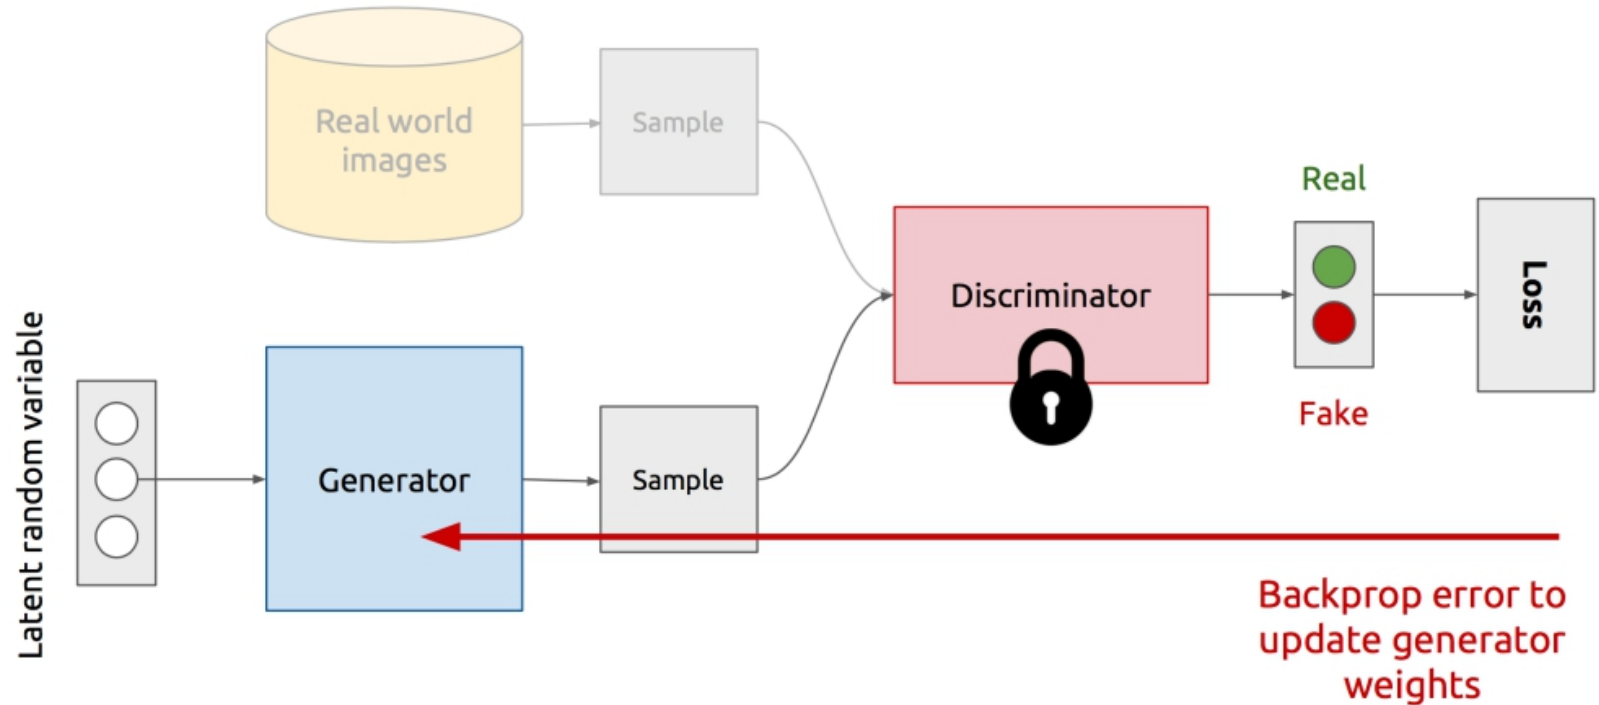 Real world
images
Sample
Real
Discriminator
Loss
Fake
Latent random variable
Generator
Sample
Backprop error to
update generator
weights